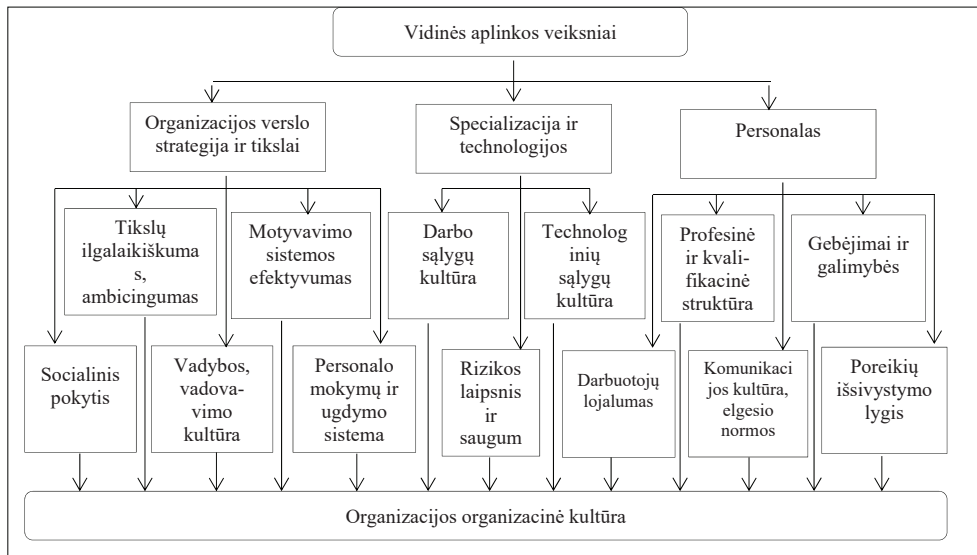 Vidinės aplinkos veiksniai
Organizacijos verslo
strategija ir tikslai
Specializacija ir
technologijos
Personalas
Tikslų
ilgalaikiškuma
s,
ambicingumas
Motyvavimo
sistemos
efektyvumas
Darbo
sąlygų
kultūra
Technolog
inių
sąlygų
kultūra
Profesinė
ir kvali-
fikacinė
struktūra
Gebėjimai ir
galimybės
Socialinis
pokytis
Vadybos,
vadova-
vimo
kultūra
Personalo
mokymų ir
ugdymo
sistema
Rizikos
laipsnis
ir
saugum
Darbuotojų
lojalumas
Komunikaci
jos kultūra,
elgesio
normos
Poreikių
išsivystymo
lygis
Organizacijos organizacinė kultūra